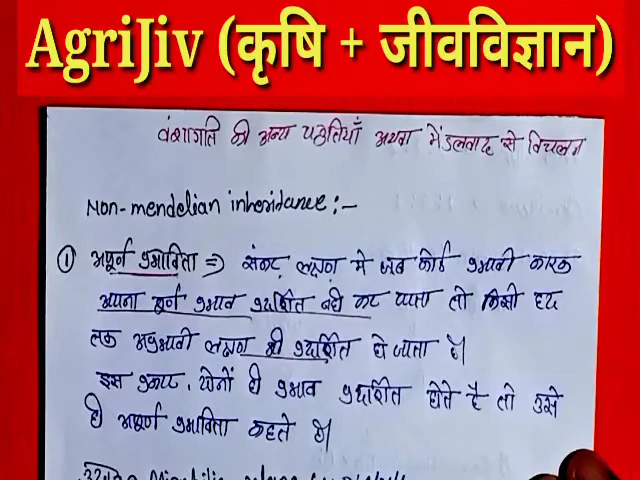 AgriJiv (कृषि + जीवविज्ञान)
वंशागति की अन्य पद्धतियाँ अथवा मेंडलवाद से विचलन
Non-mendelian inheridance:-
① अपूर्ण प्रभाविता ⇒ संकर लक्षण मे जब कोई प्रभावी कारक
अपना पूर्ण प्रभाव प्रदर्शित नही कर पाता तो किसी हद
तक अप्रभावी लक्षण भी प्रदर्शित हो जाता है।
इस प्रकार, दोनों ही प्रभाव प्रदर्शित होते है तो उसे
ही अपूर्ण प्रभाविता कहते है।